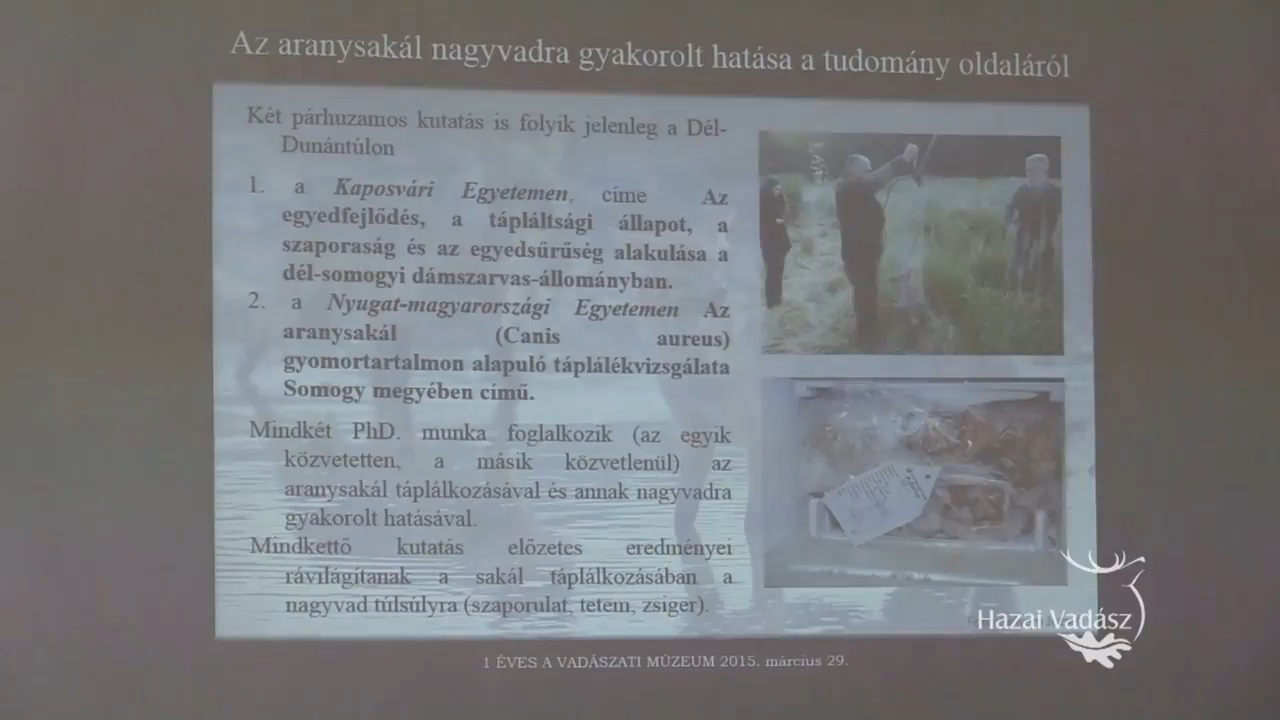 Az aranysakál nagyvadra gyakorolt hatása a tudomány oldaláról
Két párhuzamos kutatás is folyik jelenleg a Dél-
Dunántúlon
1. a Kaposvári Egyetemen, címe Az
egyedfejlődés, a tápláltsági állapot, a
szaporaság és az egyedsűrűség alakulása a
dél-somogyi dámszarvas-állományban.
2. a Nyugat-magyarországi Egyetemen Az
aranysakál (Canis aureus)
gyomortartalmon alapuló táplálékvizsgálata
Somogy megyében című.
Mindkét PhD. munka foglalkozik (az egyik
közvetetten, a másik közvetlenül) az
aranysakál táplálkozásával és annak nagyvadra
gyakorolt hatásával.
Mindkettő kutatás előzetes eredményei
rávilágítanak a sakál táplálkozásában a
nagyvad túlsúlyra (szaporulat, tetem, zsiger).
Hazai Vadász
1 ÉVES A VADÁSZATI MÚZEUM 2015. március 29.